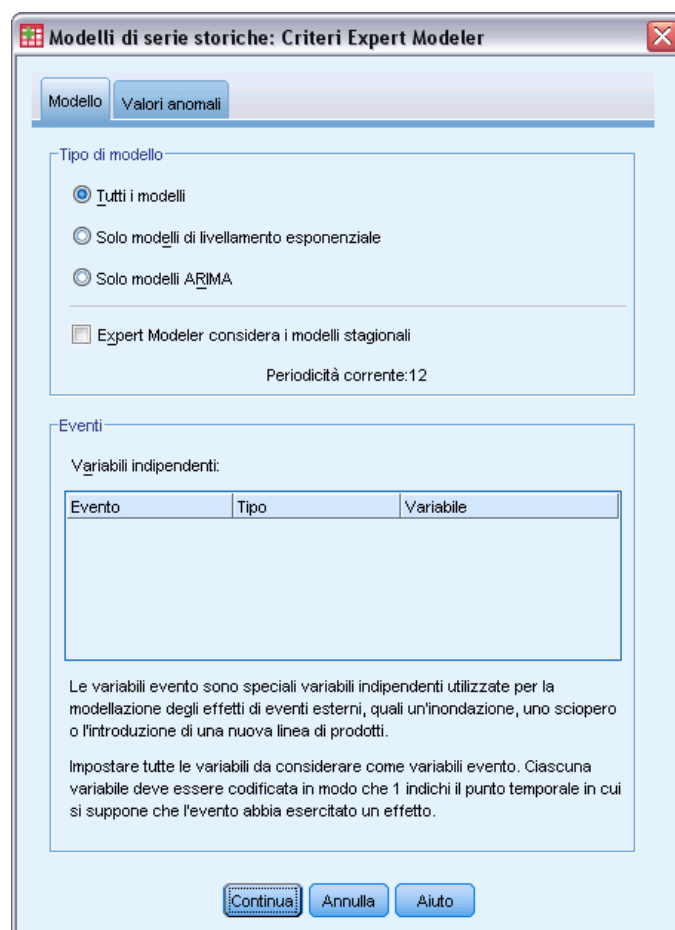 Modelli di serie storiche: Criteri Expert Modeler
Modello
Valori anomali
Tipo di modello
Tutti i modelli
Solo modelli di livellamento esponenziale
Solo modelli ARIMA
Expert Modeler considera i modelli stagionali
Periodicità corrente:12
Eventi
Variabili indipendenti:
Evento Tipo Variabile
Le variabili evento sono speciali variabili indipendenti utilizzate per la
modellazione degli effetti di eventi esterni, quali un'inondazione, uno sciopero
o l'introduzione di una nuova linea di prodotti.
Impostare tutte le variabili da considerare come variabili evento. Ciascuna
variabile deve essere codificata in modo che 1 indichi il punto temporale in cui
si suppone che l'evento abbia esercitato un effetto.
Continua Annulla Aiuto